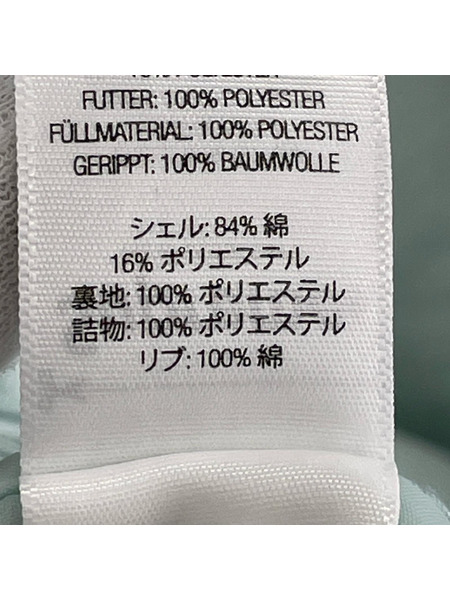 FUTTER: 100% POLYESTER
FÜLLMATERIAL: 100% POLYESTER
GERIPPT: 100% BAUMWOLLE
シェル: 84% 綿
16% ポリエステル
裏地: 100% ポリエステル
詰物: 100% ポリエステル
リブ: 100% 綿